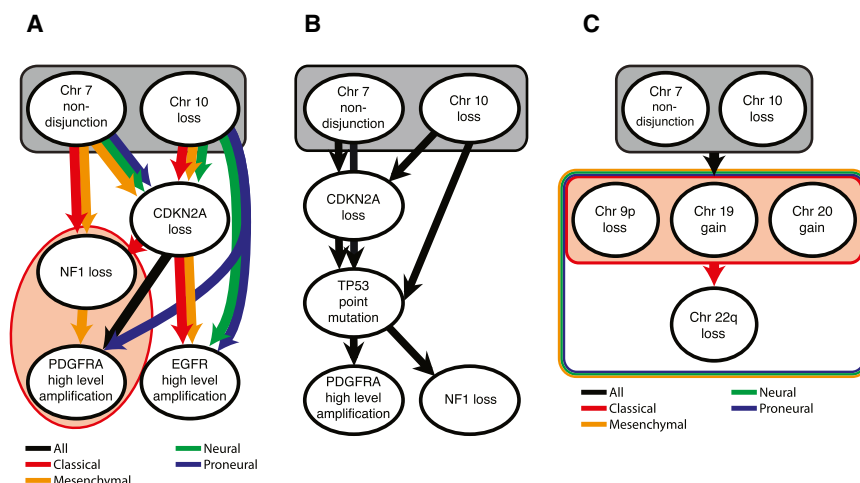 A
Chr 7
non-
disjunction
Chr 10
loss
CDKN2A
loss
NF1 loss
PDGFRA
high level
amplification
EGFR
high level
amplification
All
Classical
Mesenchymal
Neural
Proneural
B
Chr 7
non-
disjunction
Chr 10
loss
CDKN2A
loss
TP53
point
mutation
PDGFRA
high level
amplification
NF1 loss
C
Chr 7
non-
disjunction
Chr 10
loss
Chr 9p
loss
Chr 19
gain
Chr 20
gain
Chr 22q
loss
All
Classical
Mesenchymal
Neural
Proneural